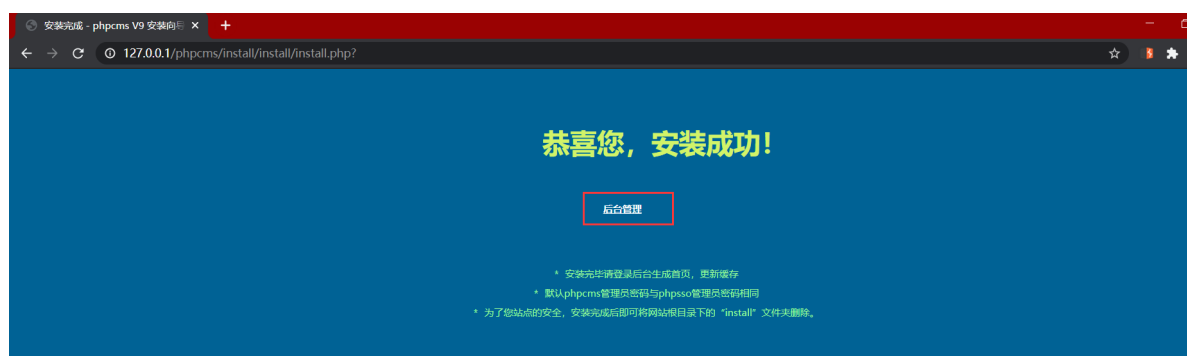 安装完成 - phpcms V9 安装向导
127.0.0.1/phpcms/install/install/install.php?
恭喜您，安装成功！
后台管理
* 安装完毕请登录后台生成首页，更新缓存
* 默认phpcms管理员密码与phpsso管理员密码相同
* 为了您站点的安全，安装完成后即可将网站根目录下的“install”文件夹删除。